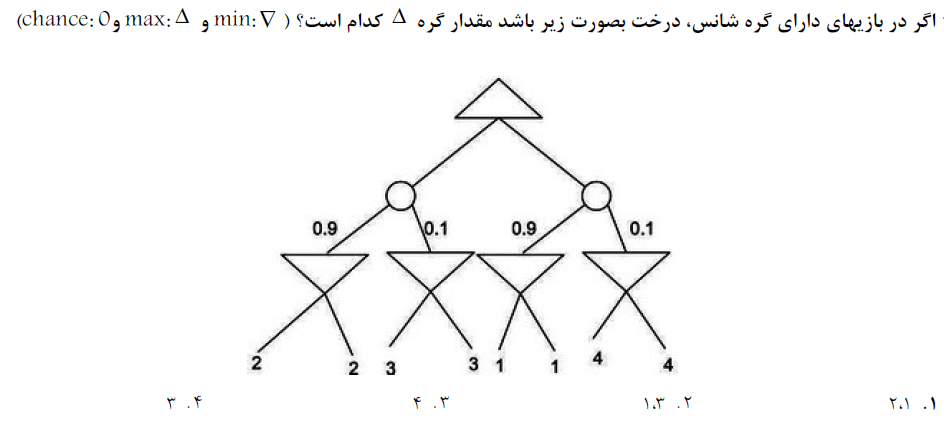 اگر در بازیهای دارای گره شانس، درخت بصورت زیر باشد مقدار گره Δ کدام است؟ ( min:∇ و max:Δ و chance:O)
0.9 0.1 0.9 0.1
2 2 3 3 1 1 4 4
۱. ۲،۱ ۲. ۱،۳ ۳. ۴ ۴. ۳